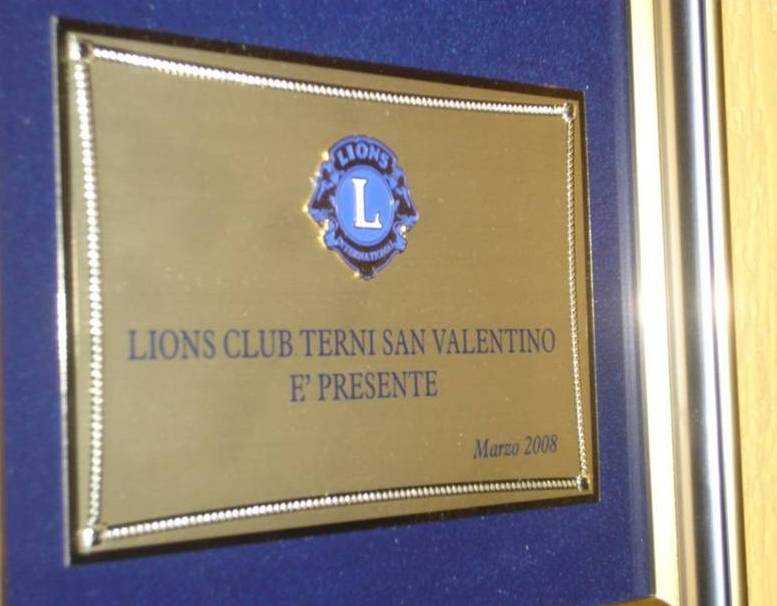 LIONS
L
INTERNATIONAL
LIONS CLUB TERNI SAN VALENTINO
E' PRESENTE
Marzo 2008